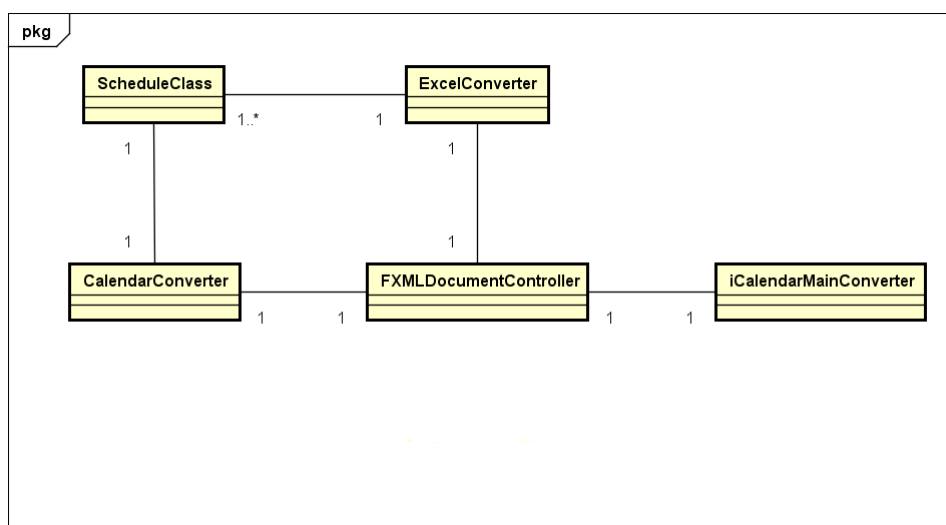 pkg
ScheduleClass
ExcelConverter
1..*
1
1
1
1
1
CalendarConverter
FXMLDocumentController
iCalendarMainConverter
1
1
1
1